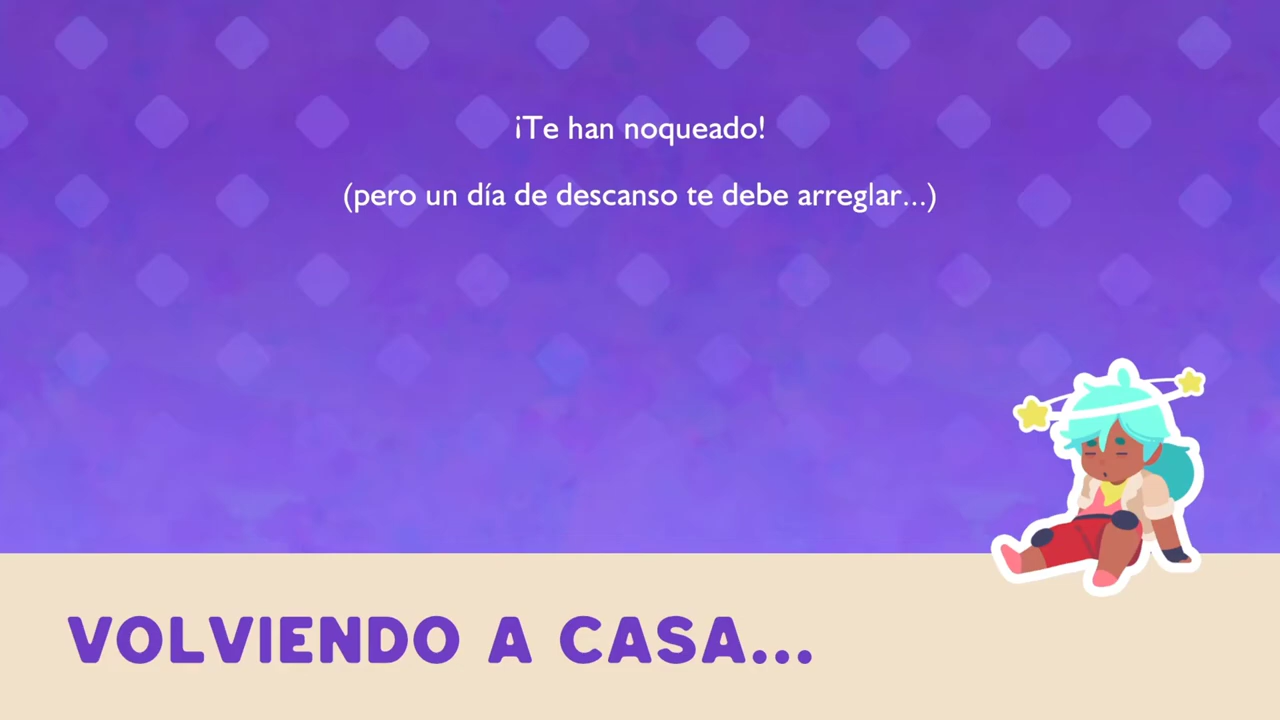 ¡Te han noqueado!
(pero un día de descanso te debe arreglar...)
VOLVIENDO A CASA...